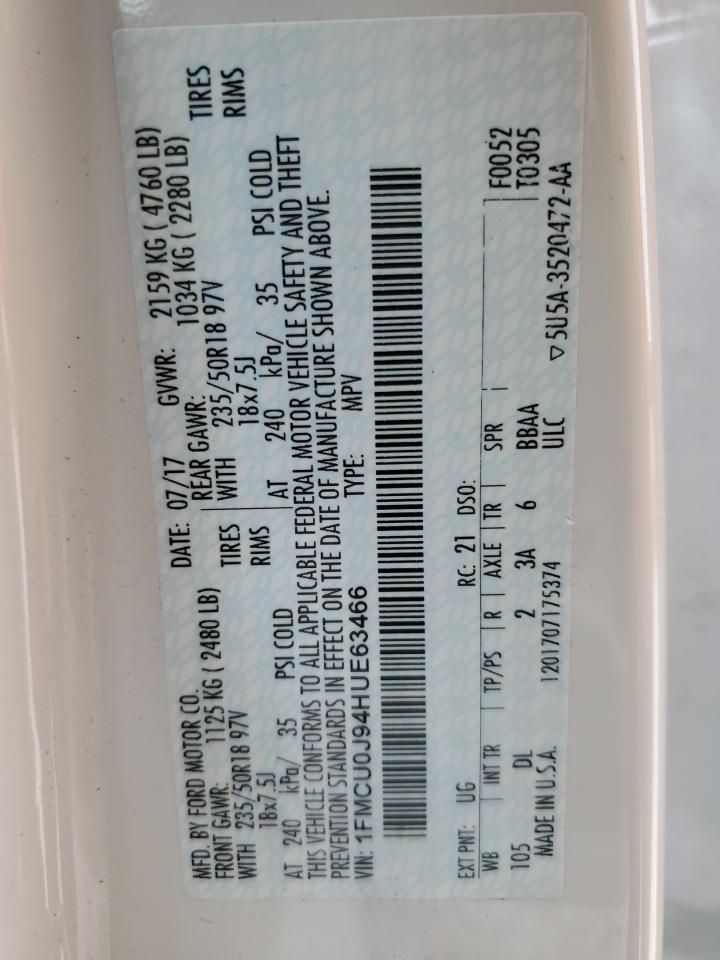 MFD. BY FORD MOTOR CO.
DATE: 07/17 GVWR: 2159 KG ( 4760 LB)
FRONT GAWR: 1125 KG ( 2480 LB) REAR GAWR: 1034 KG ( 2280 LB)
WITH 235/50R18 97V TIRES WITH 235/50R18 97V TIRES
18x7.5J RIMS 18x7.5J RIMS
AT 240 kPa/ 35 PSI COLD AT 240 kPa/ 35 PSI COLD
THIS VEHICLE CONFORMS TO ALL APPLICABLE FEDERAL MOTOR VEHICLE SAFETY AND THEFT
PREVENTION STANDARDS IN EFFECT ON THE DATE OF MANUFACTURE SHOWN ABOVE.
VIN: 1FMCU0J94HUE63466 TYPE: MPV
EXT PNT: UG RC: 21 DSO:
WB INT TR TP/PS R AXLE TR SPR
105 DL 2 3A 6 BBAA F0052
ULC T0305
MADE IN U.S.A. 1201707175374 ▽ 5U5A-3520472-AA